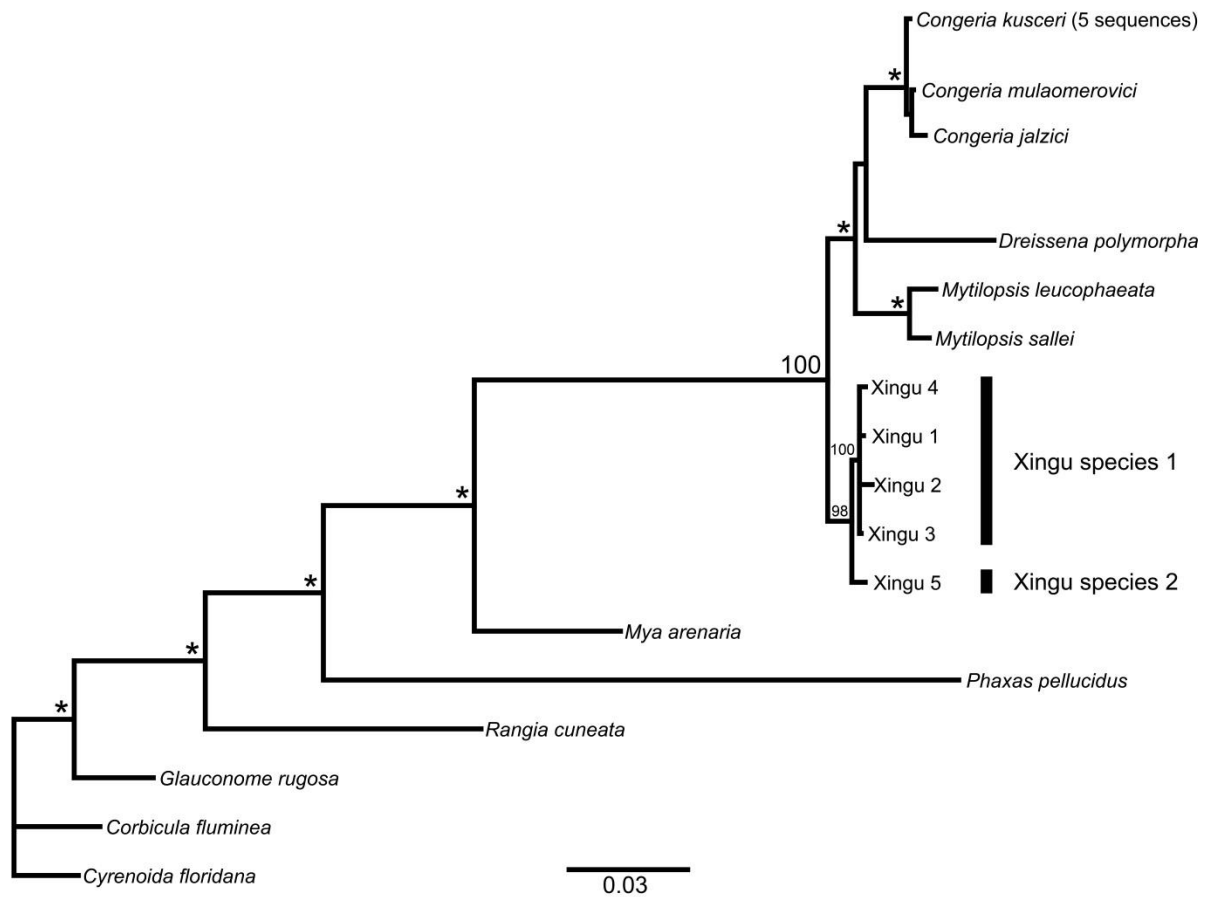 Congeria kusceri (5 sequences)
*
Congeria mulaomerovici
Congeria jalzici
*
Dreissena polymorpha
Mytilopsis leucophaeata
*
Mytilopsis sallei
100
Xingu 4
Xingu 1
100
Xingu species 1
Xingu 2
98
Xingu 3
*
Xingu 5
Xingu species 2
*
Mya arenaria
*
Phaxas pellucidus
*
Rangia cuneata
Glauconome rugosa
Corbicula fluminea
Cyrenoida floridana
0.03